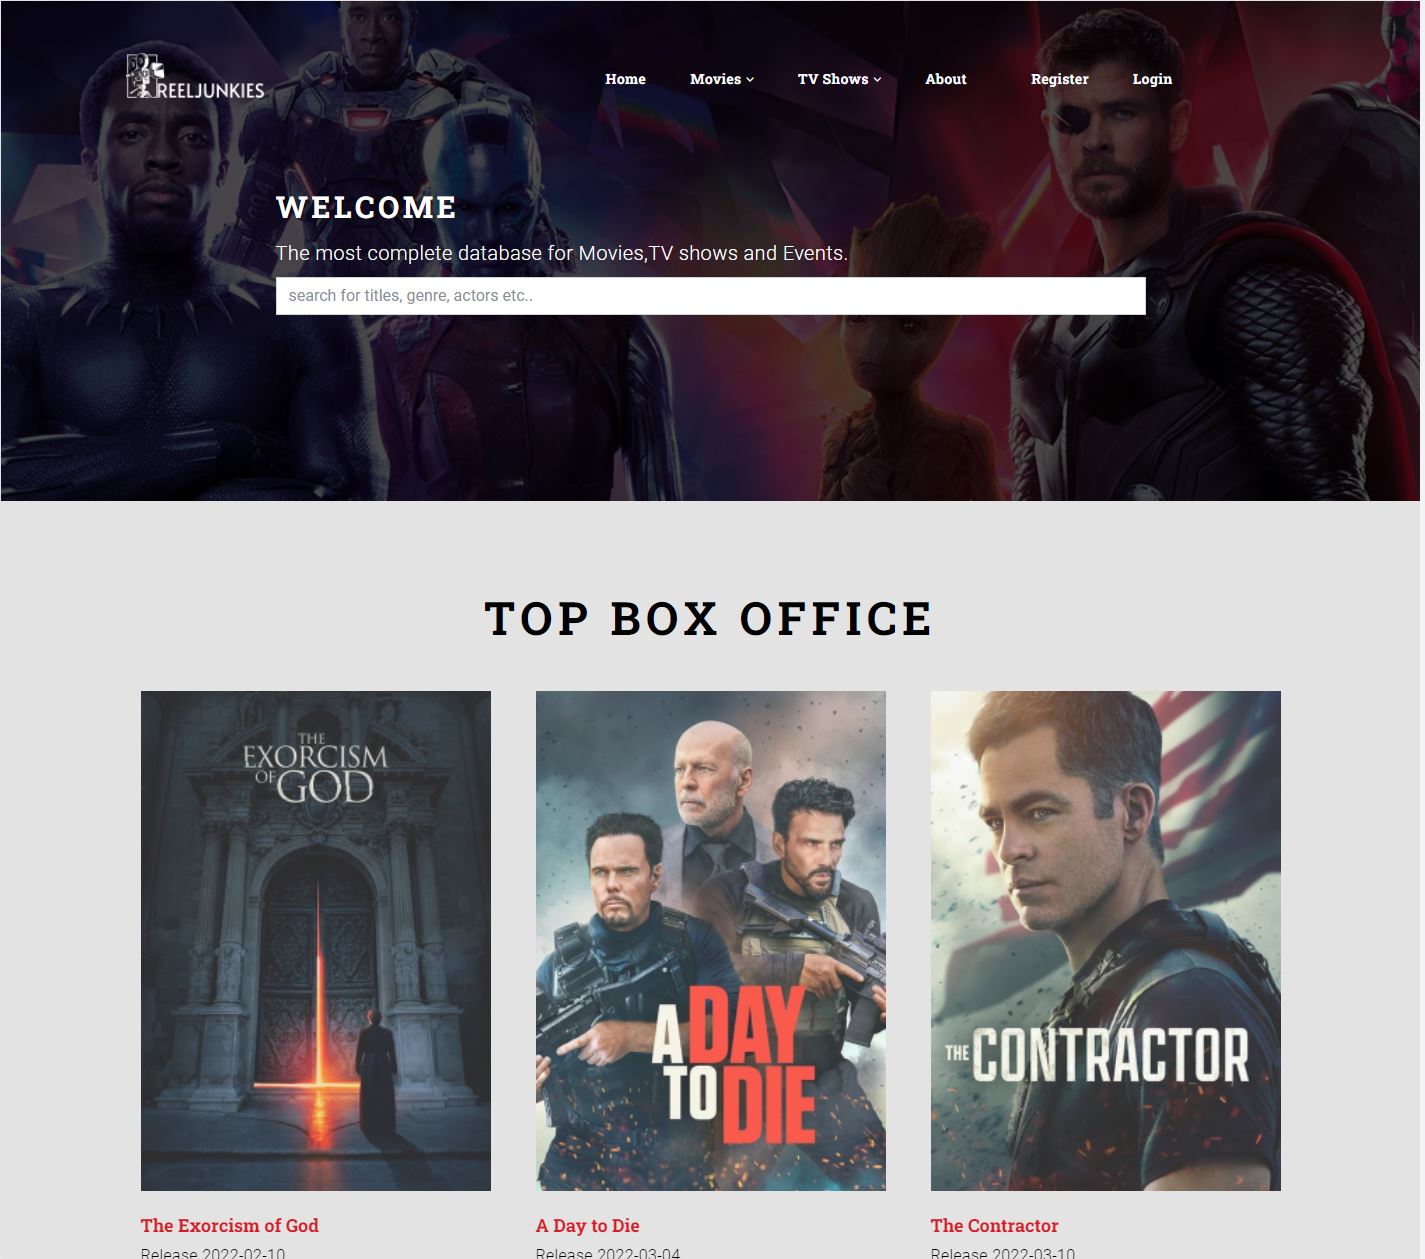 REELJUNKIES
Home Movies TV Shows About Register Login
WELCOME
The most complete database for Movies,TV shows and Events.
search for titles, genre, actors etc..
TOP BOX OFFICE
THE
EXORCISM
OF GOD
A DAY
TO DIE
THE CONTRACTOR
The Exorcism of God
A Day to Die
The Contractor
Release 2022-02-10
Release 2022-03-04
Release 2022-03-10